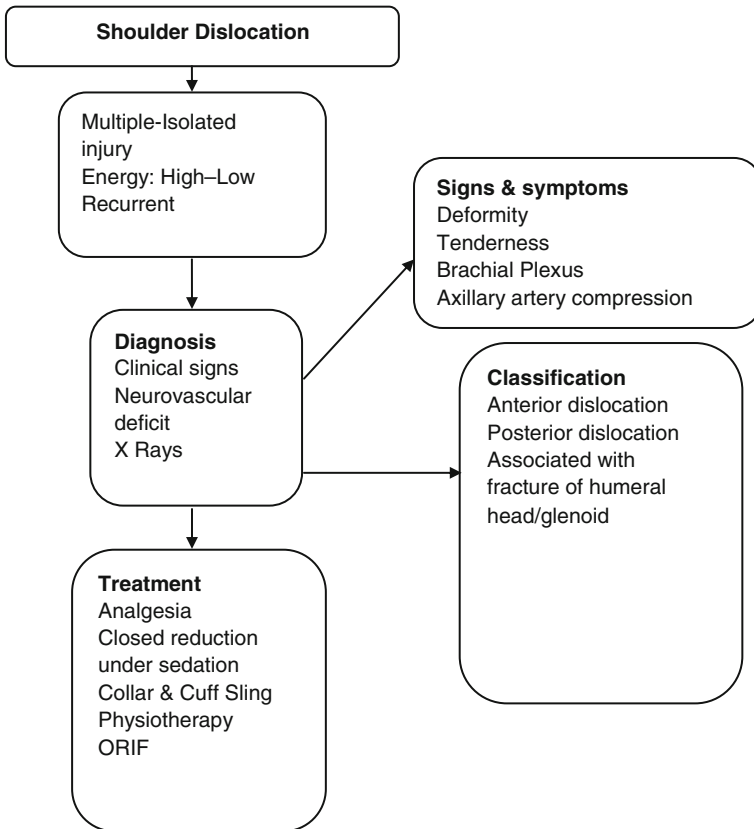 Shoulder Dislocation
Multiple-Isolated
injury
Energy: High–Low
Recurrent
Signs & symptoms
Deformity
Tenderness
Brachial Plexus
Axillary artery compression
Diagnosis
Clinical signs
Neurovascular
deficit
X Rays
Classification
Anterior dislocation
Posterior dislocation
Associated with
fracture of humeral
head/glenoid
Treatment
Analgesia
Closed reduction
under sedation
Collar & Cuff Sling
Physiotherapy
ORIF